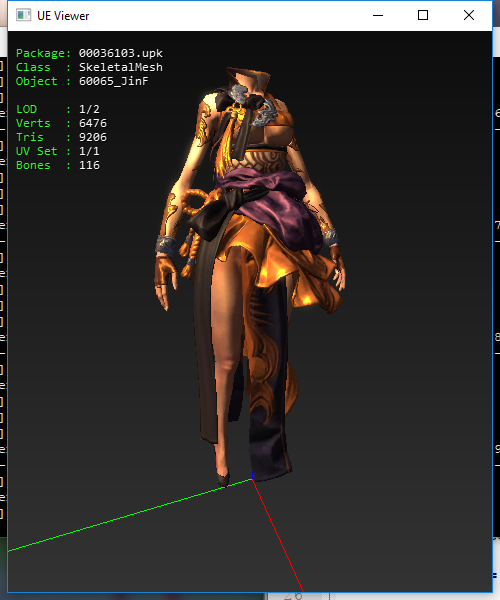 UE Viewer
Package: 00036103.upk
Class : SkeletalMesh
Object : 60065_JinF
LOD : 1/2
Verts : 6476
Tris : 9206
UV Set : 1/1
Bones : 116